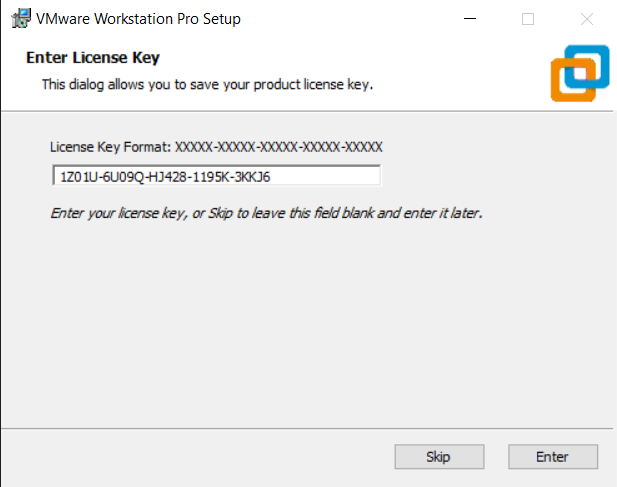 VMware Workstation Pro Setup
Enter License Key
This dialog allows you to save your product license key.
License Key Format: XXXXX-XXXXX-XXXXX-XXXXX-XXXXX
1Z01U-6U09Q-HJ428-1195K-3KKJ6
Enter your license key, or Skip to leave this field blank and enter it later.
Skip
Enter